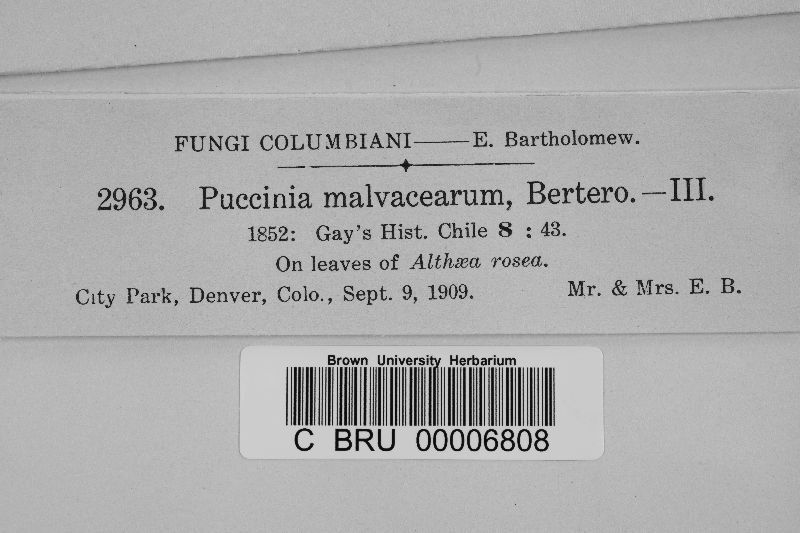 FUNGI COLUMBIANI——E. Bartholomew.
2963. Puccinia malvacearum, Bertero.—III.
1852: Gay's Hist. Chile 8 : 43.
On leaves of Althæa rosea.
City Park, Denver, Colo., Sept. 9, 1909. Mr. & Mrs. E. B.
Brown University Herbarium
C BRU 00006808